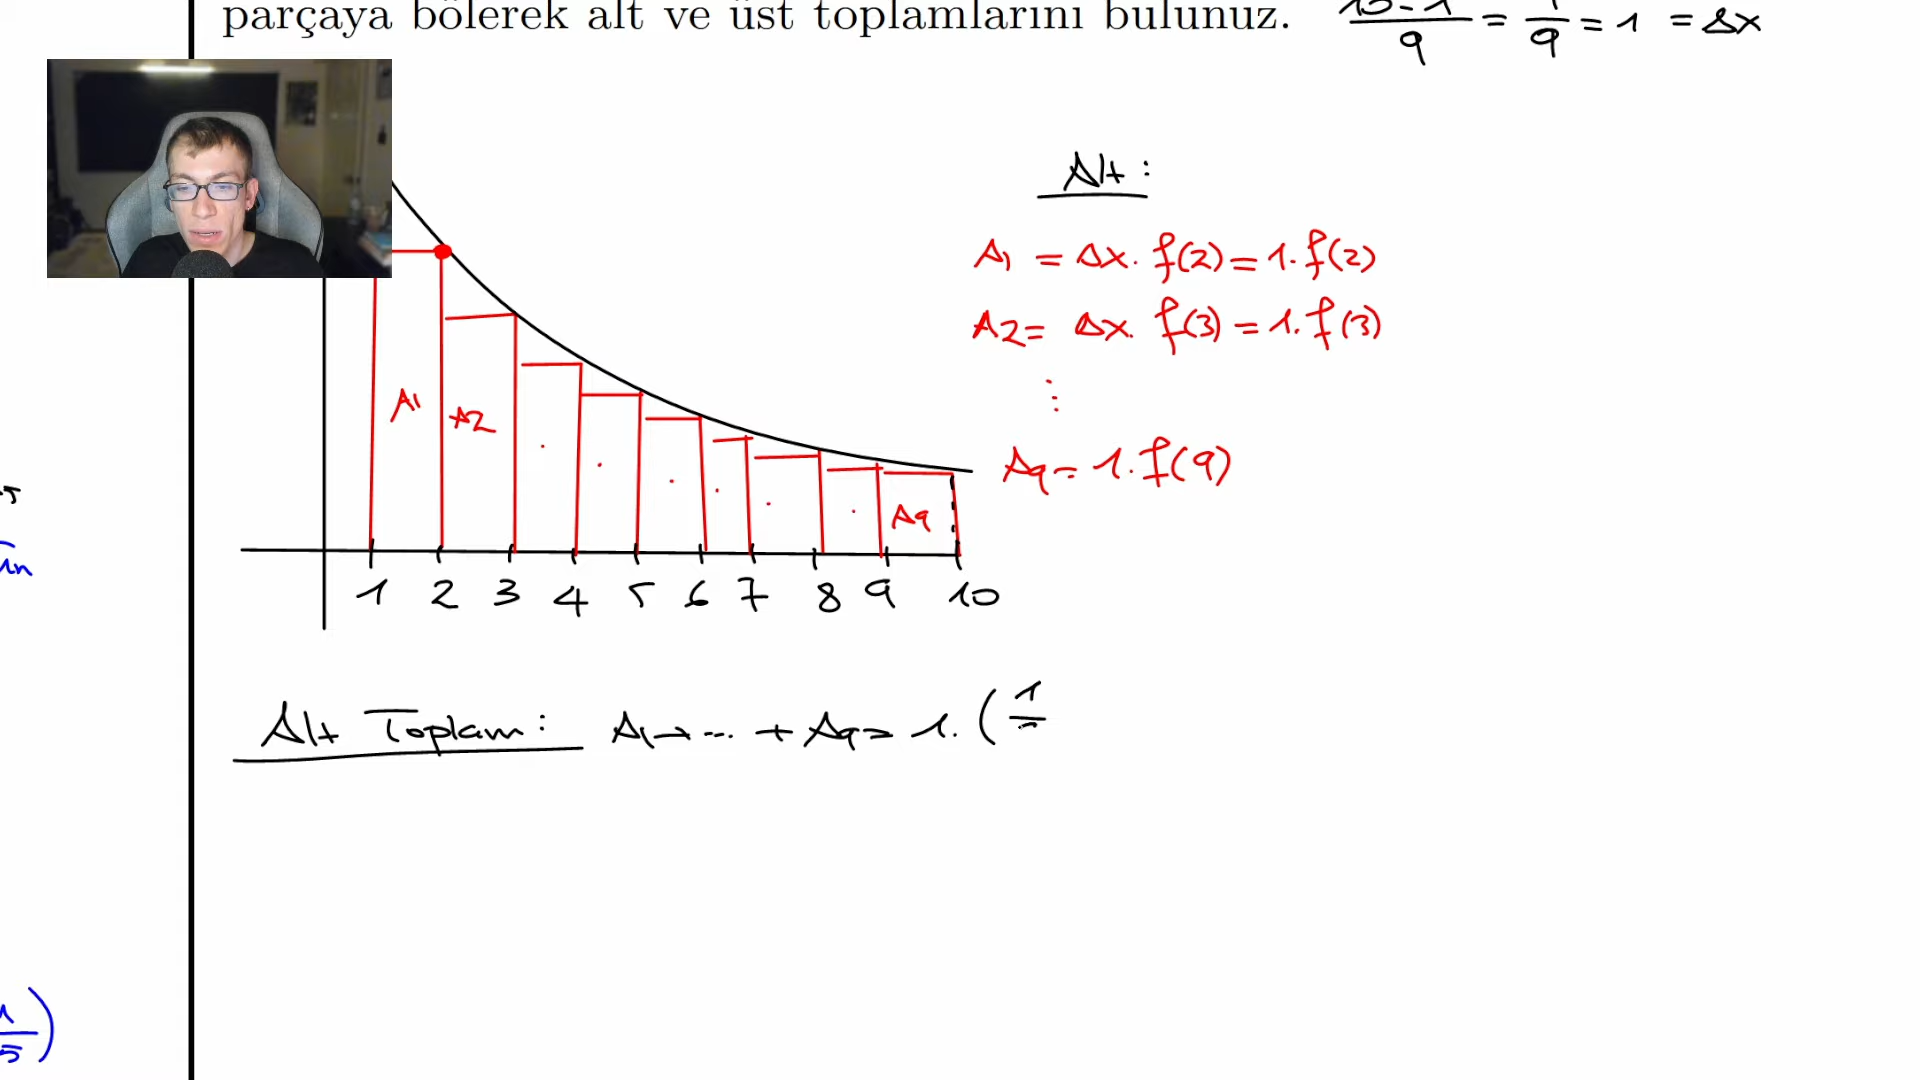 parçaya bölerek alt ve üst toplamlarını bulunuz.
9 = 9 = 1 = Δx
Alt :
A1 = Δx. f(2) = 1. f(2)
A2 = Δx. f(3) = 1. f(3)
⋮
A9 = 1. f(9)
A1 A2 . . . . . . A9
1 2 3 4 5 6 7 8 9 10
Alt Toplam : A1 + ... + A9 = 1. ( 1
5 )